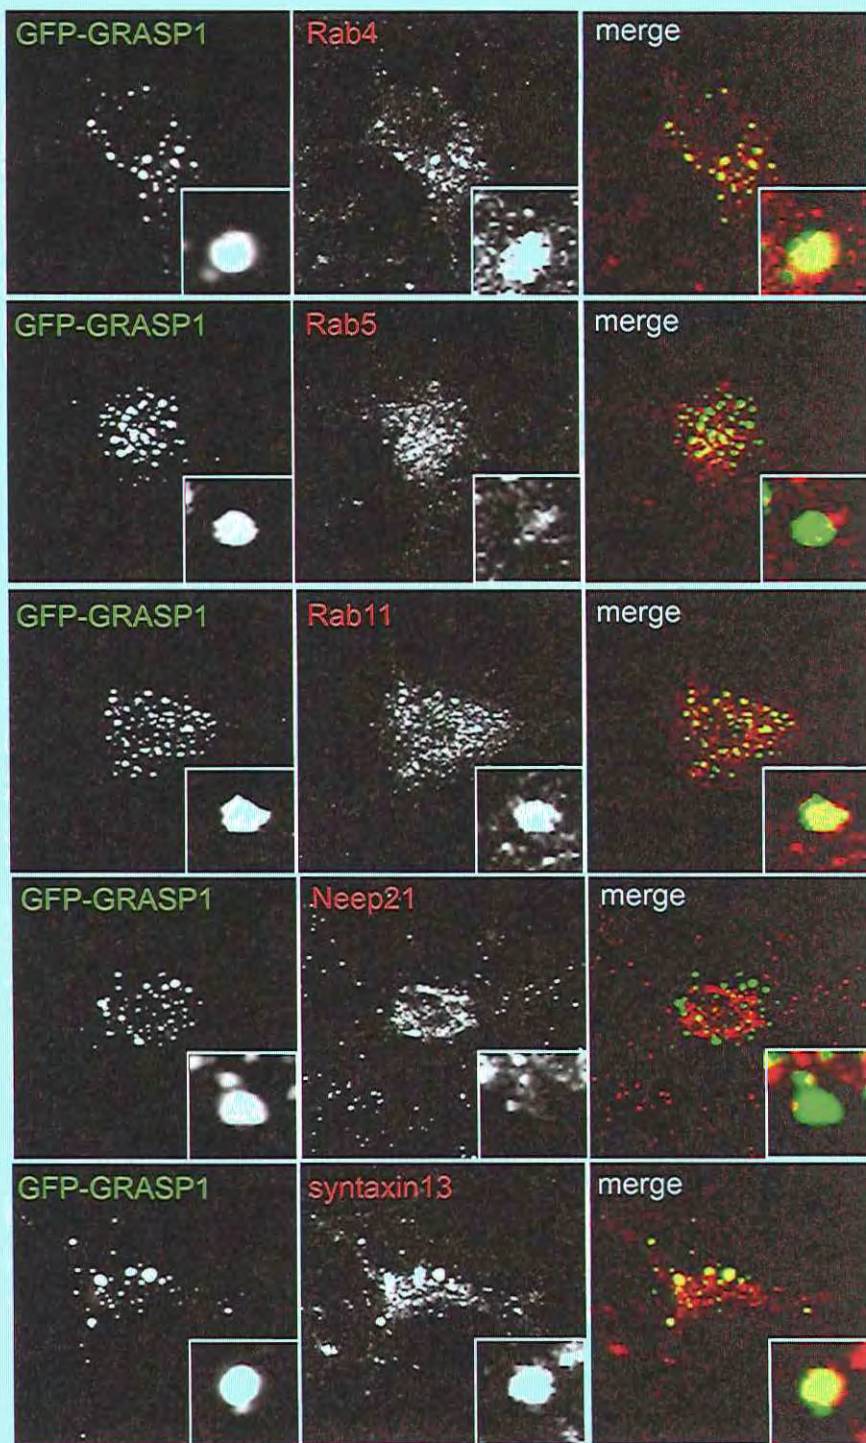 GFP-GRASP1 Rab4 merge
GFP-GRASP1 Rab5 merge
GFP-GRASP1 Rab11 merge
GFP-GRASP1 Neep21 merge
GFP-GRASP1 syntaxin13 merge